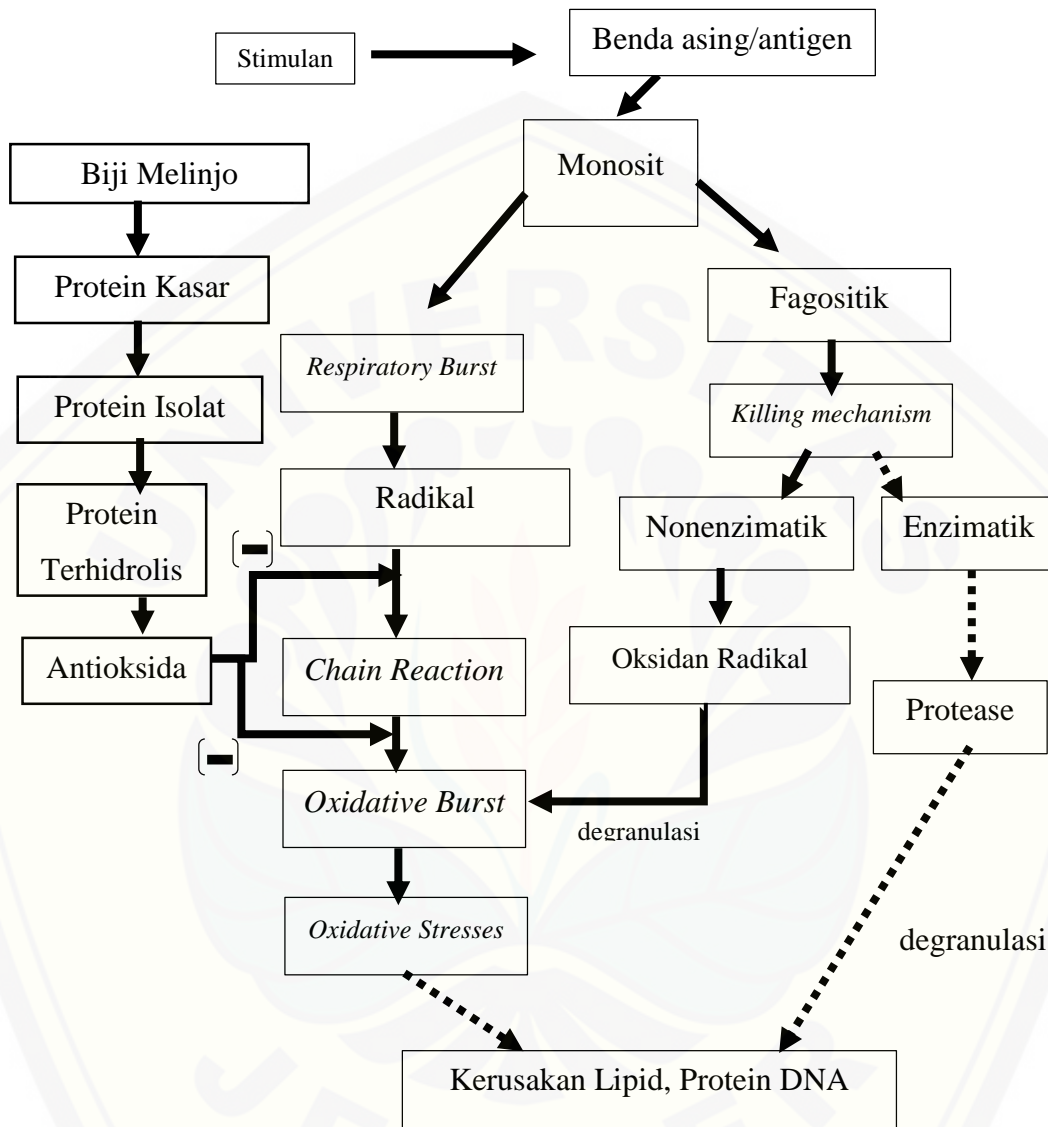 Benda asing/antigen
Stimulan
Monosit
Biji Melinjo
Protein Kasar
Fagositik
Respiratory Burst
Protein Isolat
Killing mechanism
Radikal
Protein
Terhidrolis
Nonenzimatik
Enzimatik
(-)
Antioksida
Chain Reaction
Oksidan Radikal
Protease
(-)
Oxidative Burst
degranulasi
Oxidative Stresses
degranulasi
Kerusakan Lipid, Protein DNA
UNIVERSITAS